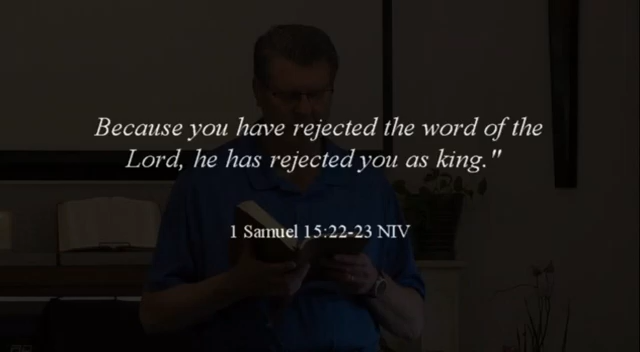 Because you have rejected the word of the
Lord, he has rejected you as king."
1 Samuel 15:22-23 NIV